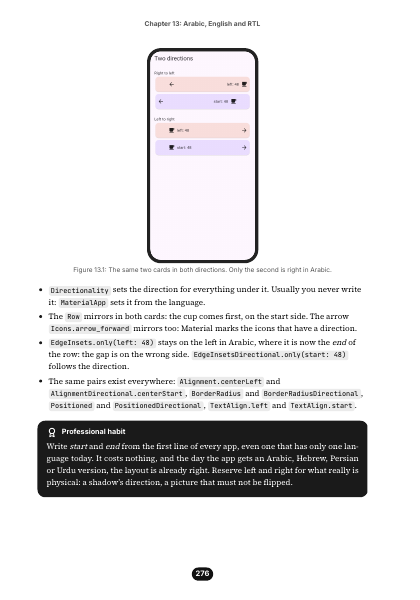 Chapter 13: Arabic, English and RTL
Two directions
Right to left
left: 48
start: 48
Left to right
left: 48
start: 48
Figure 13.1: The same two cards in both directions. Only the second is right in Arabic.
• Directionality sets the direction for everything under it. Usually you never write
it: MaterialApp sets it from the language.
• The Row mirrors in both cards: the cup comes first, on the start side. The arrow
Icons.arrow_forward mirrors too: Material marks the icons that have a direction.
• EdgeInsets.only(left: 48) stays on the left in Arabic, where it is now the end of
the row: the gap is on the wrong side. EdgeInsetsDirectional.only(start: 48)
follows the direction.
• The same pairs exist everywhere: Alignment.centerLeft and
AlignmentDirectional.centerStart, BorderRadius and BorderRadiusDirectional,
Positioned and PositionedDirectional, TextAlign.left and TextAlign.start.
Professional habit
Write start and end from the first line of every app, even one that has only one lan-
guage today. It costs nothing, and the day the app gets an Arabic, Hebrew, Persian
or Urdu version, the layout is already right. Reserve left and right for what really is
physical: a shadow's direction, a picture that must not be flipped.
276